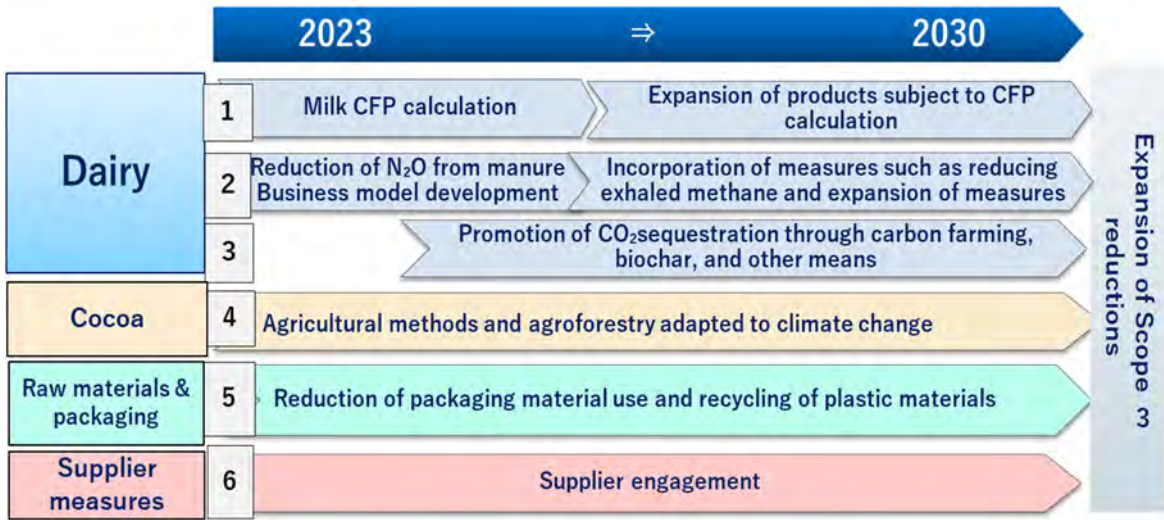 2023 ⇒ 2030
Dairy
1
Milk CFP calculation
Expansion of products subject to CFP
calculation
2
Reduction of N₂O from manure
Business model development
Incorporation of measures such as reducing
exhaled methane and expansion of measures
3
Promotion of CO₂sequestration through carbon farming,
biochar, and other means
Cocoa
4
Agricultural methods and agroforestry adapted to climate change
Raw materials &
packaging
5
Reduction of packaging material use and recycling of plastic materials
Supplier
measures
6
Supplier engagement
Expansion of Scope 3
reductions